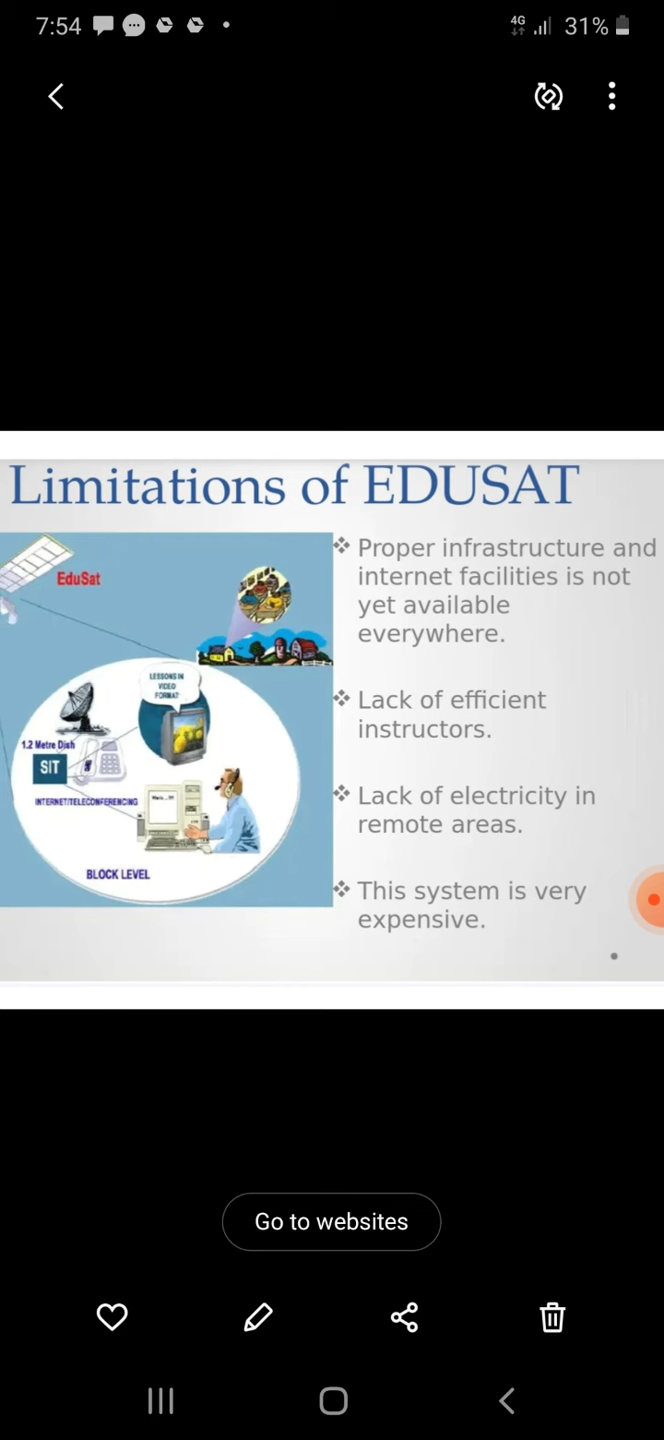 7:54
4G
31%
Limitations of EDUSAT
EduSat
LESSONS IN
VIDEO
FORMAT
1.2 Metre Dish
SIT
INTERNET/TELECONFERENCING
BLOCK LEVEL
❖ Proper infrastructure and
internet facilities is not
yet available
everywhere.
❖ Lack of efficient
instructors.
❖ Lack of electricity in
remote areas.
❖ This system is very
expensive.
Go to websites